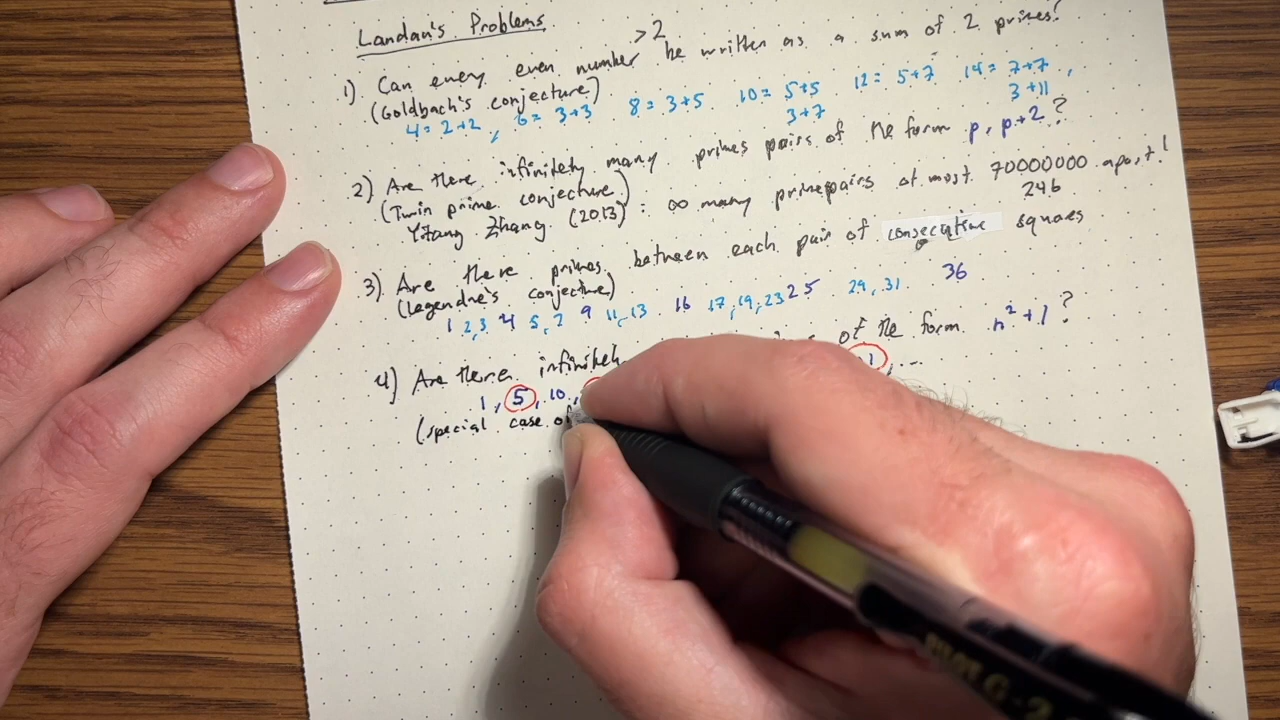 Landau's Problems
1) Can every even number >2 be written as a sum of 2 primes?
(Goldbach's conjecture)
4=2+2, 6=3+3 8=3+5 10=5+5 12=5+7 14=7+7,
3+7 3+11
2) Are there infinitely many primes pairs of the form p, p+2?
(Twin prime conjecture)
Yitang Zhang (2013): ∞ many prime pairs at most 70000000 apart!
246
3) Are there primes between each pair of consecutive squares
(Legendre's conjecture)
1 2,3 4 5,7 9 11,13 16 17,19,23 25 29,31 36
4) Are there infinitely of the form n²+1?
1, 5, 10, 1, ...
(special case of
G-2